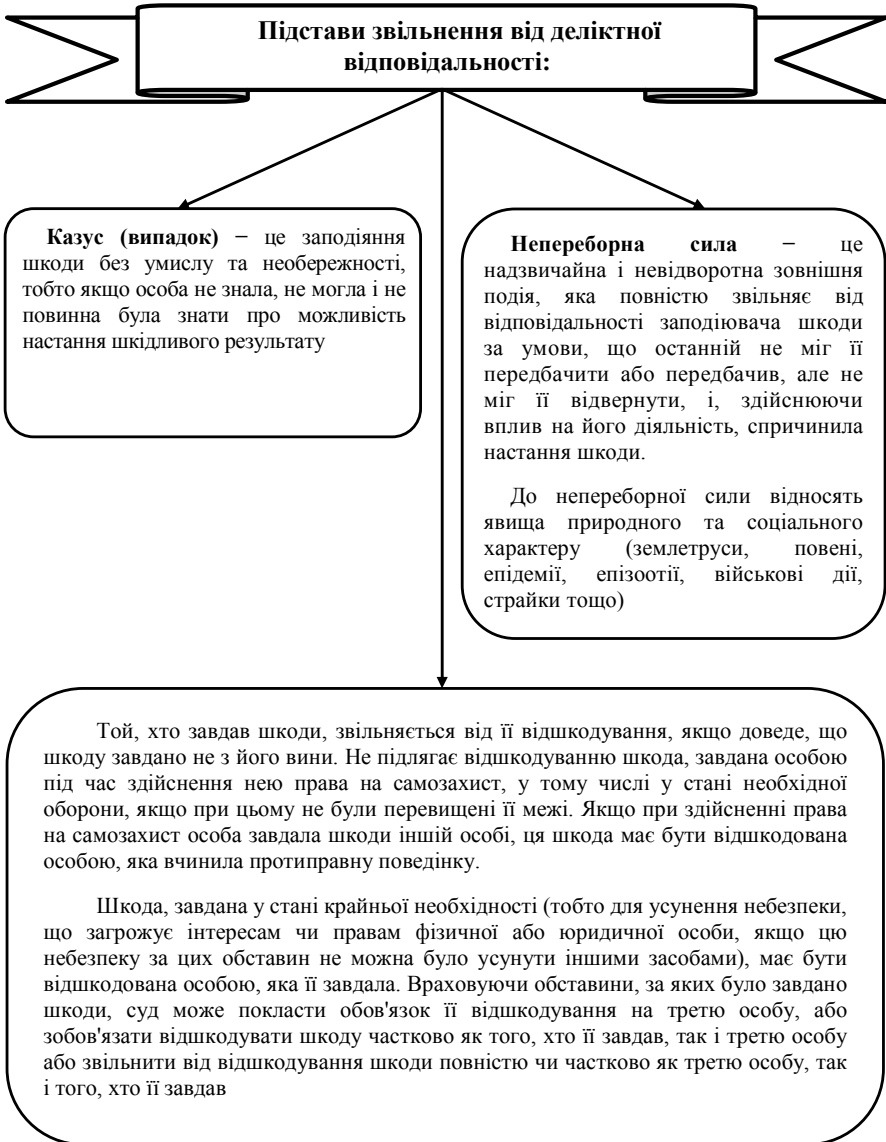 Підстави звільнення від деліктної
відповідальності:
Казус (випадок) – це заподіяння
шкоди без умислу та необережності,
тобто якщо особа не знала, не могла і не
повинна була знати про можливість
настання шкідливого результату
Непереборна сила – це
надзвичайна і невідворотна зовнішня
подія, яка повністю звільняє від
відповідальності заподіювача шкоди
за умови, що останній не міг її
передбачити або передбачив, але не
міг її відвернути, і, здійснюючи
вплив на його діяльність, спричинила
настання шкоди.
До непереборної сили відносять
явища природного та соціального
характеру (землетруси, повені,
епідемії, епізоотії, військові дії,
страйки тощо)
Той, хто завдав шкоди, звільняється від її відшкодування, якщо доведе, що
шкоду завдано не з його вини. Не підлягає відшкодуванню шкода, завдана особою
під час здійснення нею права на самозахист, у тому числі у стані необхідної
оборони, якщо при цьому не були перевищені її межі. Якщо при здійсненні права
на самозахист особа завдала шкоди іншій особі, ця шкода має бути відшкодована
особою, яка вчинила протиправну поведінку.
Шкода, завдана у стані крайньої необхідності (тобто для усунення небезпеки,
що загрожує інтересам чи правам фізичної або юридичної особи, якщо цю
небезпеку за цих обставин не можна було усунути іншими засобами), має бути
відшкодована особою, яка її завдала. Враховуючи обставини, за яких було завдано
шкоди, суд може покласти обов'язок її відшкодування на третю особу, або
зобов'язати відшкодувати шкоду частково як того, хто її завдав, так і третю особу
або звільнити від відшкодування шкоди повністю чи частково як третю особу, так
і того, хто її завдав